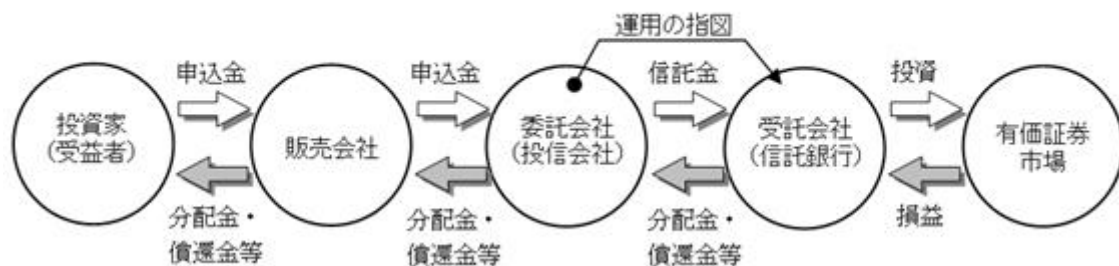 運用の指図
申込金
申込金
信託金
投資
投資家
(受益者)
販売会社
委託会社
(投信会社)
受託会社
(信託銀行)
有価証券
市場
分配金・
償還金等
分配金・
償還金等
分配金・
償還金等
損益